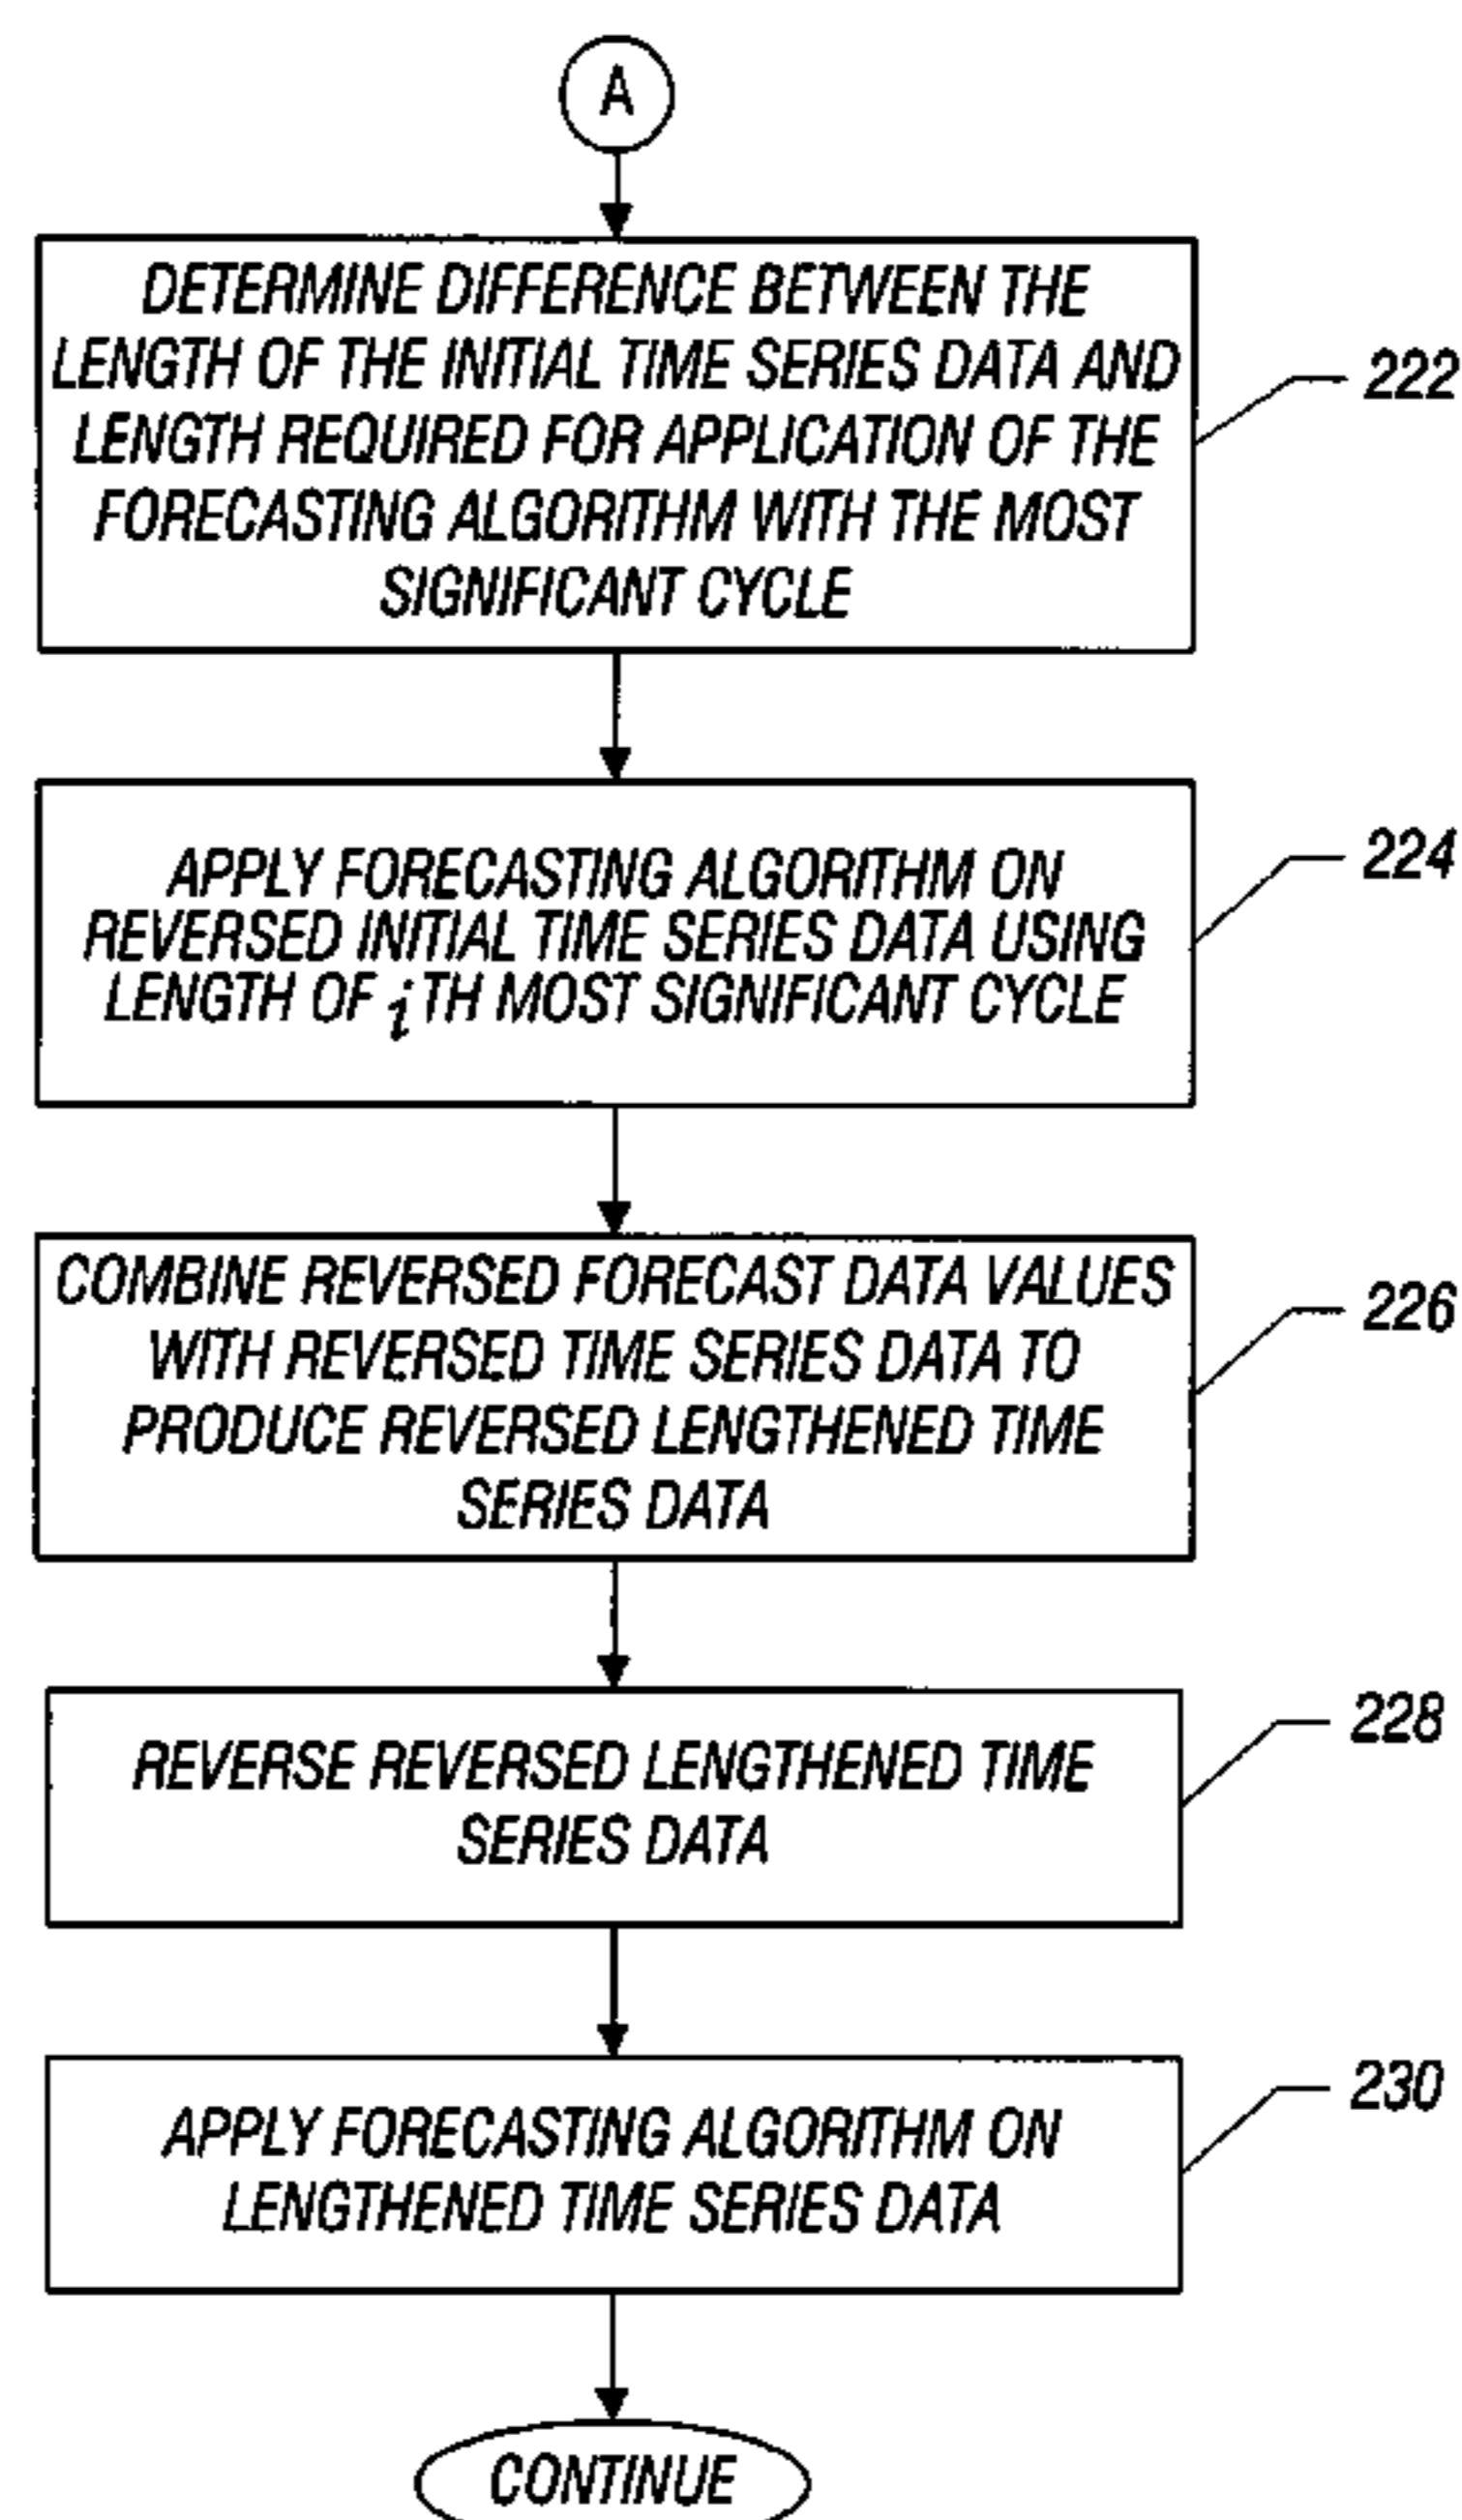 A
DETERMINE DIFFERENCE BETWEEN THE
LENGTH OF THE INITIAL TIME SERIES DATA AND
LENGTH REQUIRED FOR APPLICATION OF THE
FORECASTING ALGORITHM WITH THE MOST
SIGNIFICANT CYCLE
222
APPLY FORECASTING ALGORITHM ON
REVERSED INITIAL TIME SERIES DATA USING
LENGTH OF i TH MOST SIGNIFICANT CYCLE
224
COMBINE REVERSED FORECAST DATA VALUES
WITH REVERSED TIME SERIES DATA TO
PRODUCE REVERSED LENGTHENED TIME
SERIES DATA
226
REVERSE REVERSED LENGTHENED TIME
SERIES DATA
228
APPLY FORECASTING ALGORITHM ON
LENGTHENED TIME SERIES DATA
230
CONTINUE